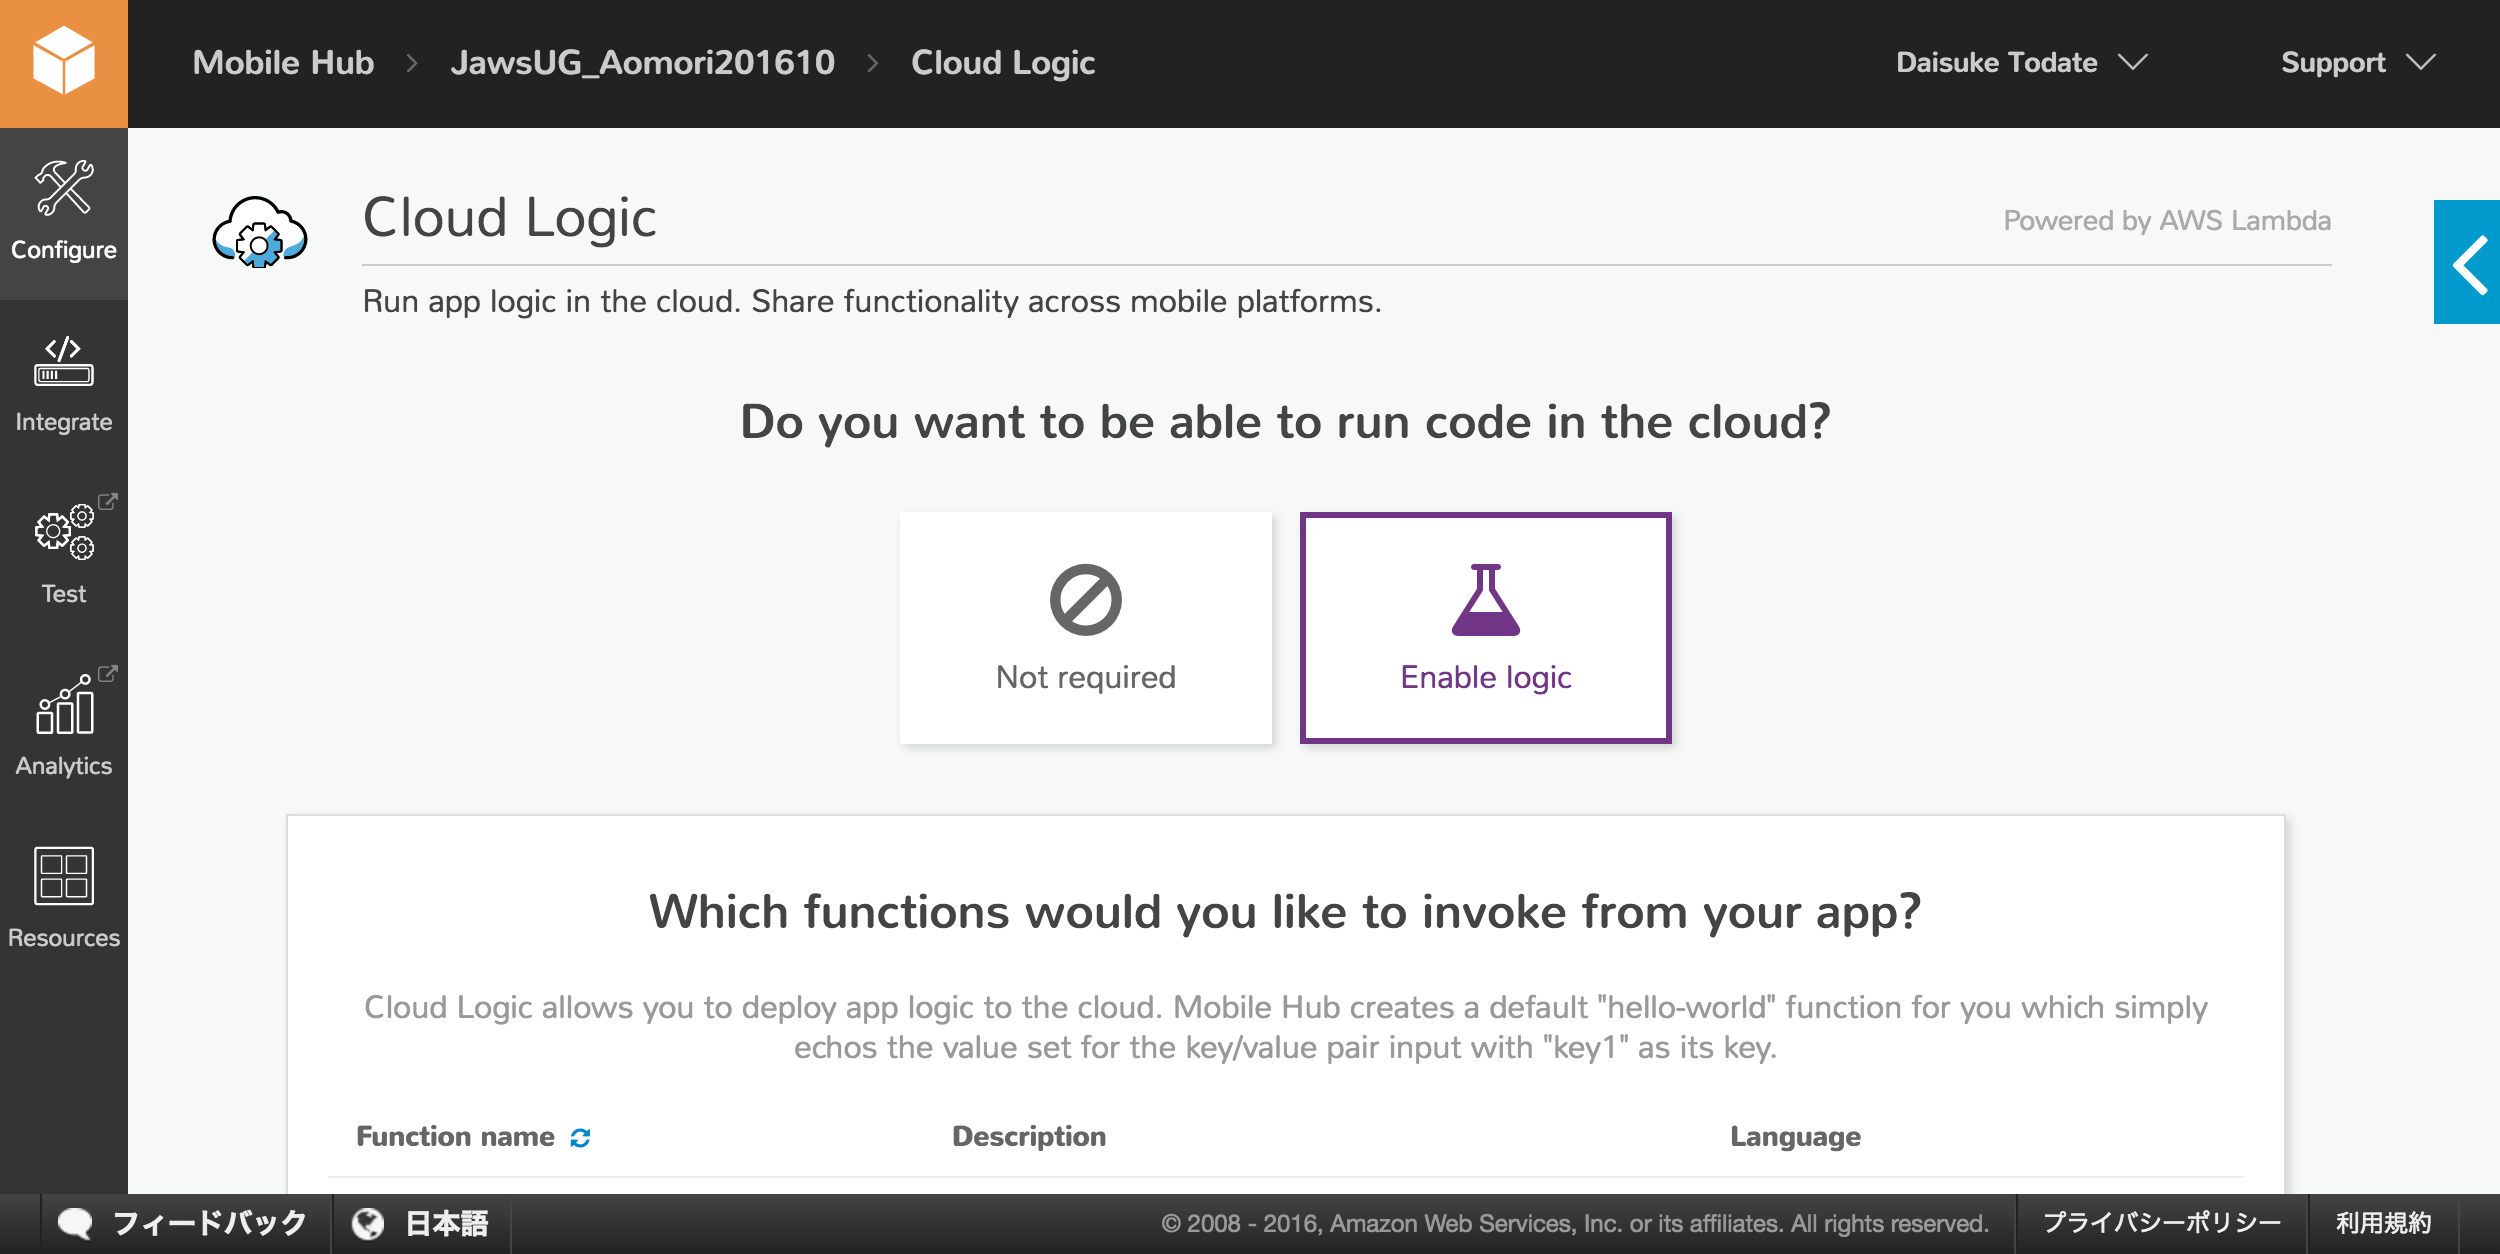 Mobile Hub > JawsUG_Aomori201610 > Cloud Logic
Daisuke Todate
Support
Configure
Integrate
Test
Analytics
Resources
Cloud Logic
Powered by AWS Lambda
Run app logic in the cloud. Share functionality across mobile platforms.
Do you want to be able to run code in the cloud?
Not required
Enable logic
Which functions would you like to invoke from your app?
Cloud Logic allows you to deploy app logic to the cloud. Mobile Hub creates a default "hello-world" function for you which simply
echos the value set for the key/value pair input with "key1" as its key.
Function name
Description
Language
フィードバック
日本語
© 2008 - 2016, Amazon Web Services, Inc. or its affiliates. All rights reserved.
プライバシーポリシー
利用規約